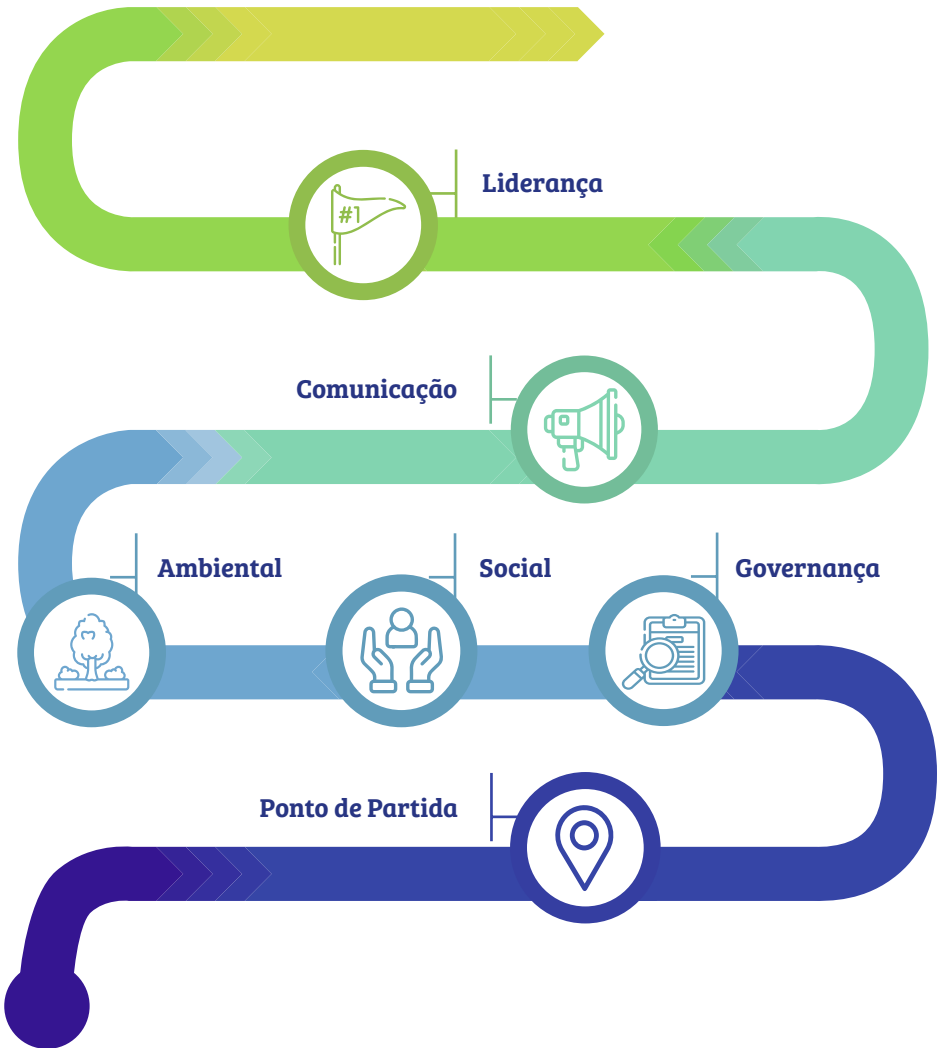 Liderança
#1
Comunicação
Ambiental
Social
Governança
Ponto de Partida